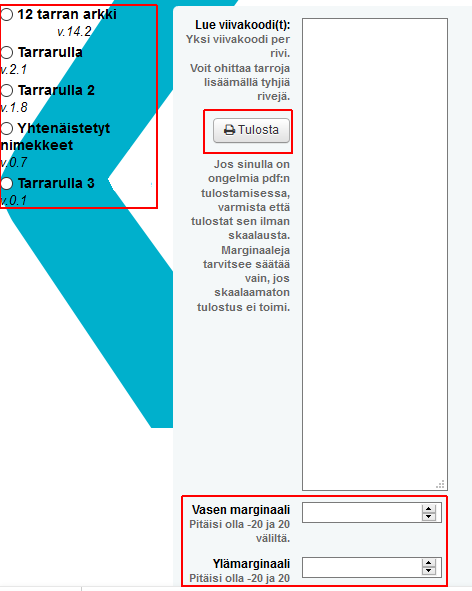 12 tarran arkki
v.14.2
Tarrarulla
v.2.1
Tarrarulla 2
v.1.8
Yhtenäistetyt
nimekkeet
v.0.7
Tarrarulla 3
v.0.1
Lue viivakoodi(t):
Yksi viivakoodi per
rivi.
Voit ohittaa tarroja
lisäämällä tyhjiä
rivejä.
Tulosta
Jos sinulla on
ongelmia pdf:n
tulostamisessa,
varmista että
tulostat sen ilman
skaalausta.
Marginaaleja
tarvitsee säätää
vain, jos
skaalaamaton
tulostus ei toimi.
Vasen marginaali
Pitäisi olla -20 ja 20
väliltä.
Ylämarginaali
Pitäisi olla -20 ja 20